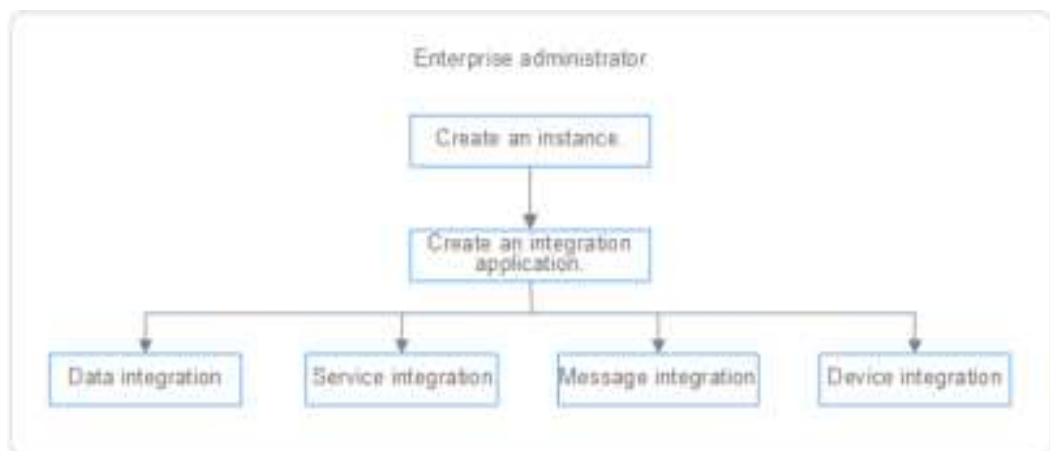 Enterprise administrator
Create an instance.
Create an integration
application.
Data integration
Service integration
Message integration
Device integration